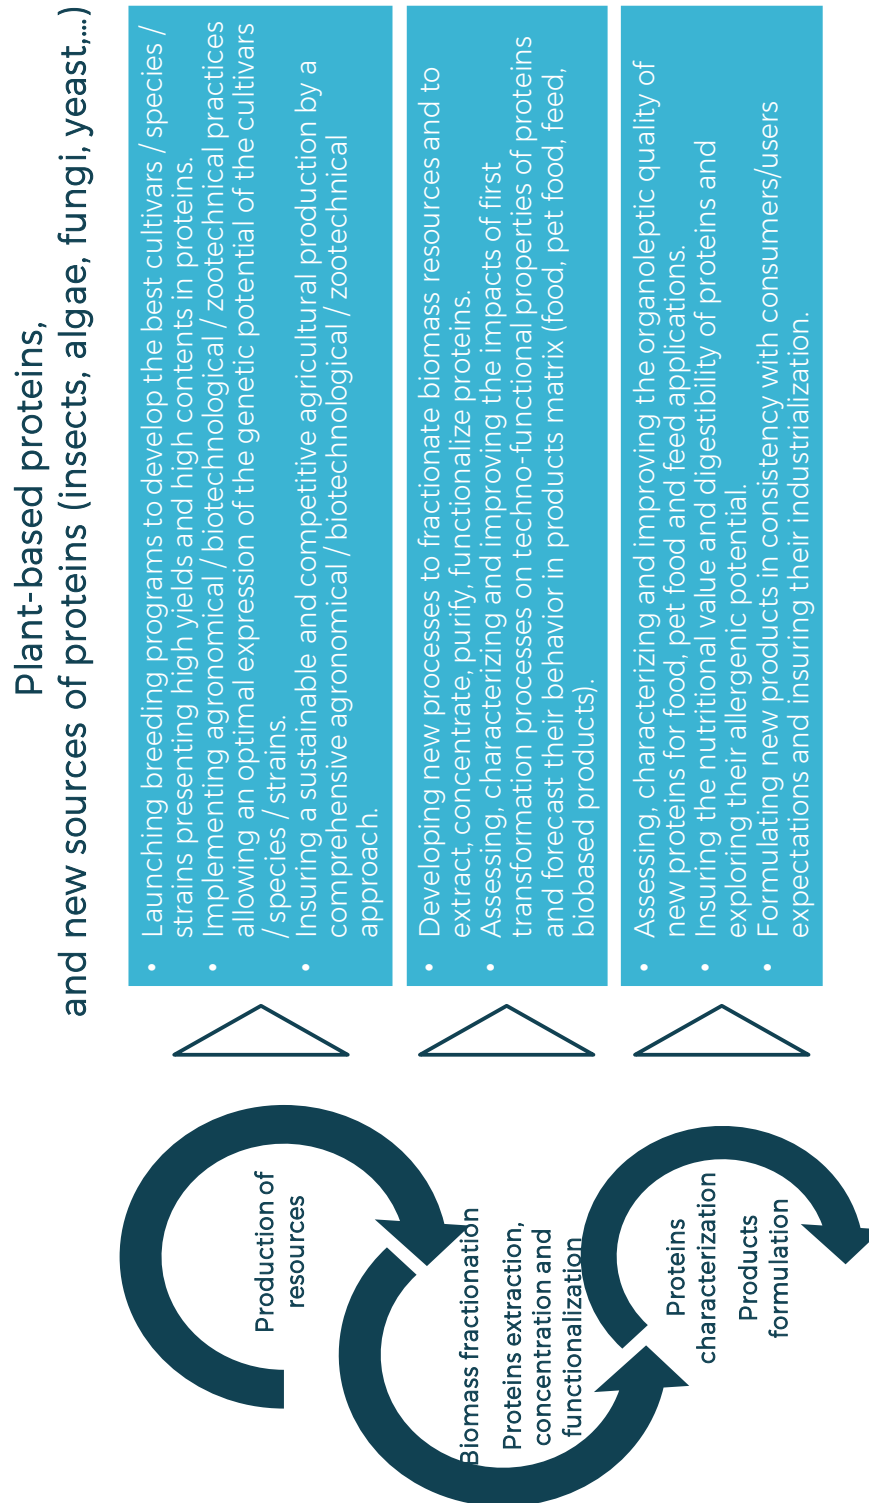 Plant-based proteins,
and new sources of proteins (insects, algae, fungi, yeast,...)
Production of
resources
• Launching breeding programs to develop the best cultivars / species /
strains presenting high yields and high contents in proteins.
• Implementing agronomical / biotechnological / zootechnical practices
allowing an optimal expression of the genetic potential of the cultivars
/ species / strains.
• Insuring a sustainable and competitive agricultural production by a
comprehensive agronomical / biotechnological / zootechnical
approach.
Biomass fractionation
Proteins extraction,
concentration and
functionalization
• Developing new processes to fractionate biomass resources and to
extract, concentrate, purify, functionalize proteins.
• Assessing, characterizing and improving the impacts of first
transformation processes on techno-functional properties of proteins
and forecast their behavior in products matrix (food, pet food, feed,
biobased products).
Proteins
characterization
Products
formulation
• Assessing, characterizing and improving the organoleptic quality of
new proteins for food, pet food and feed applications.
• Insuring the nutritional value and digestibility of proteins and
exploring their allergenic potential.
• Formulating new products in consistency with consumers/users
expectations and insuring their industrialization.